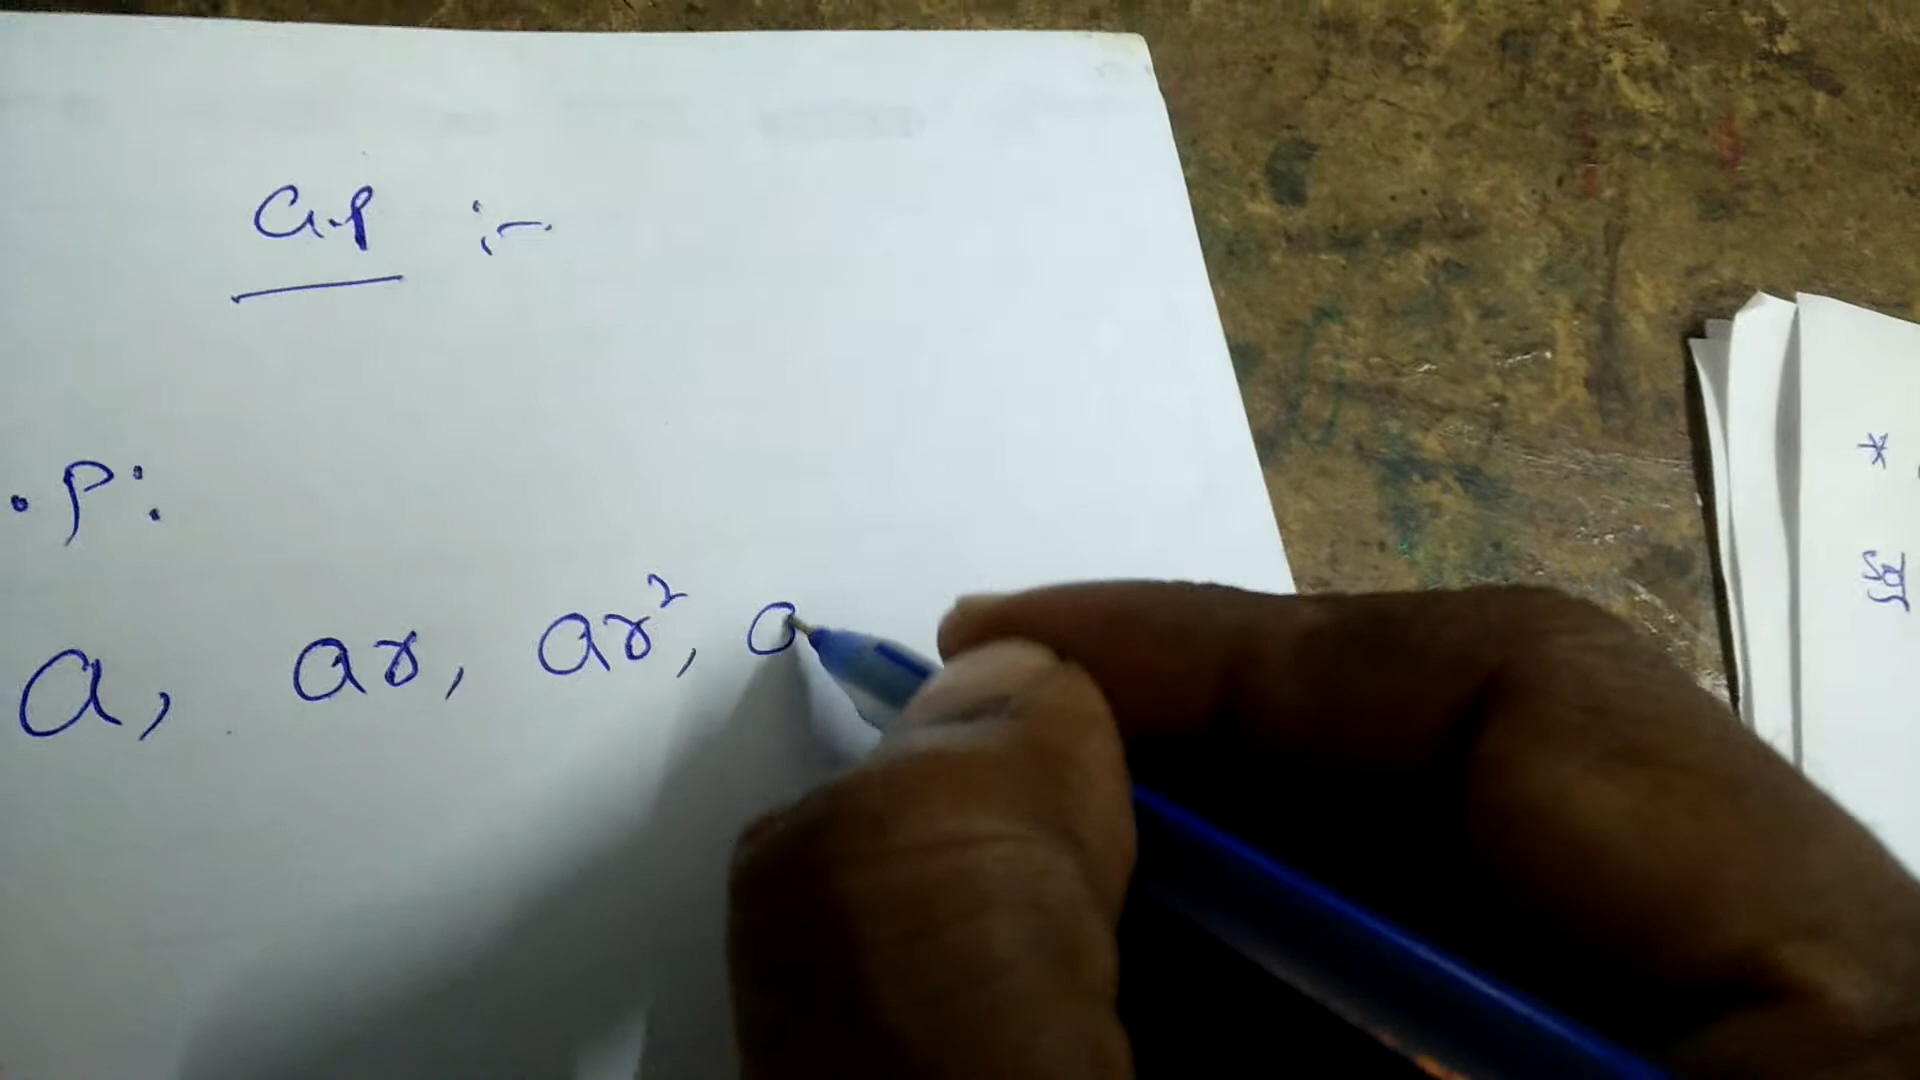 G.P :-
.P:
a, ar, ar², a
*